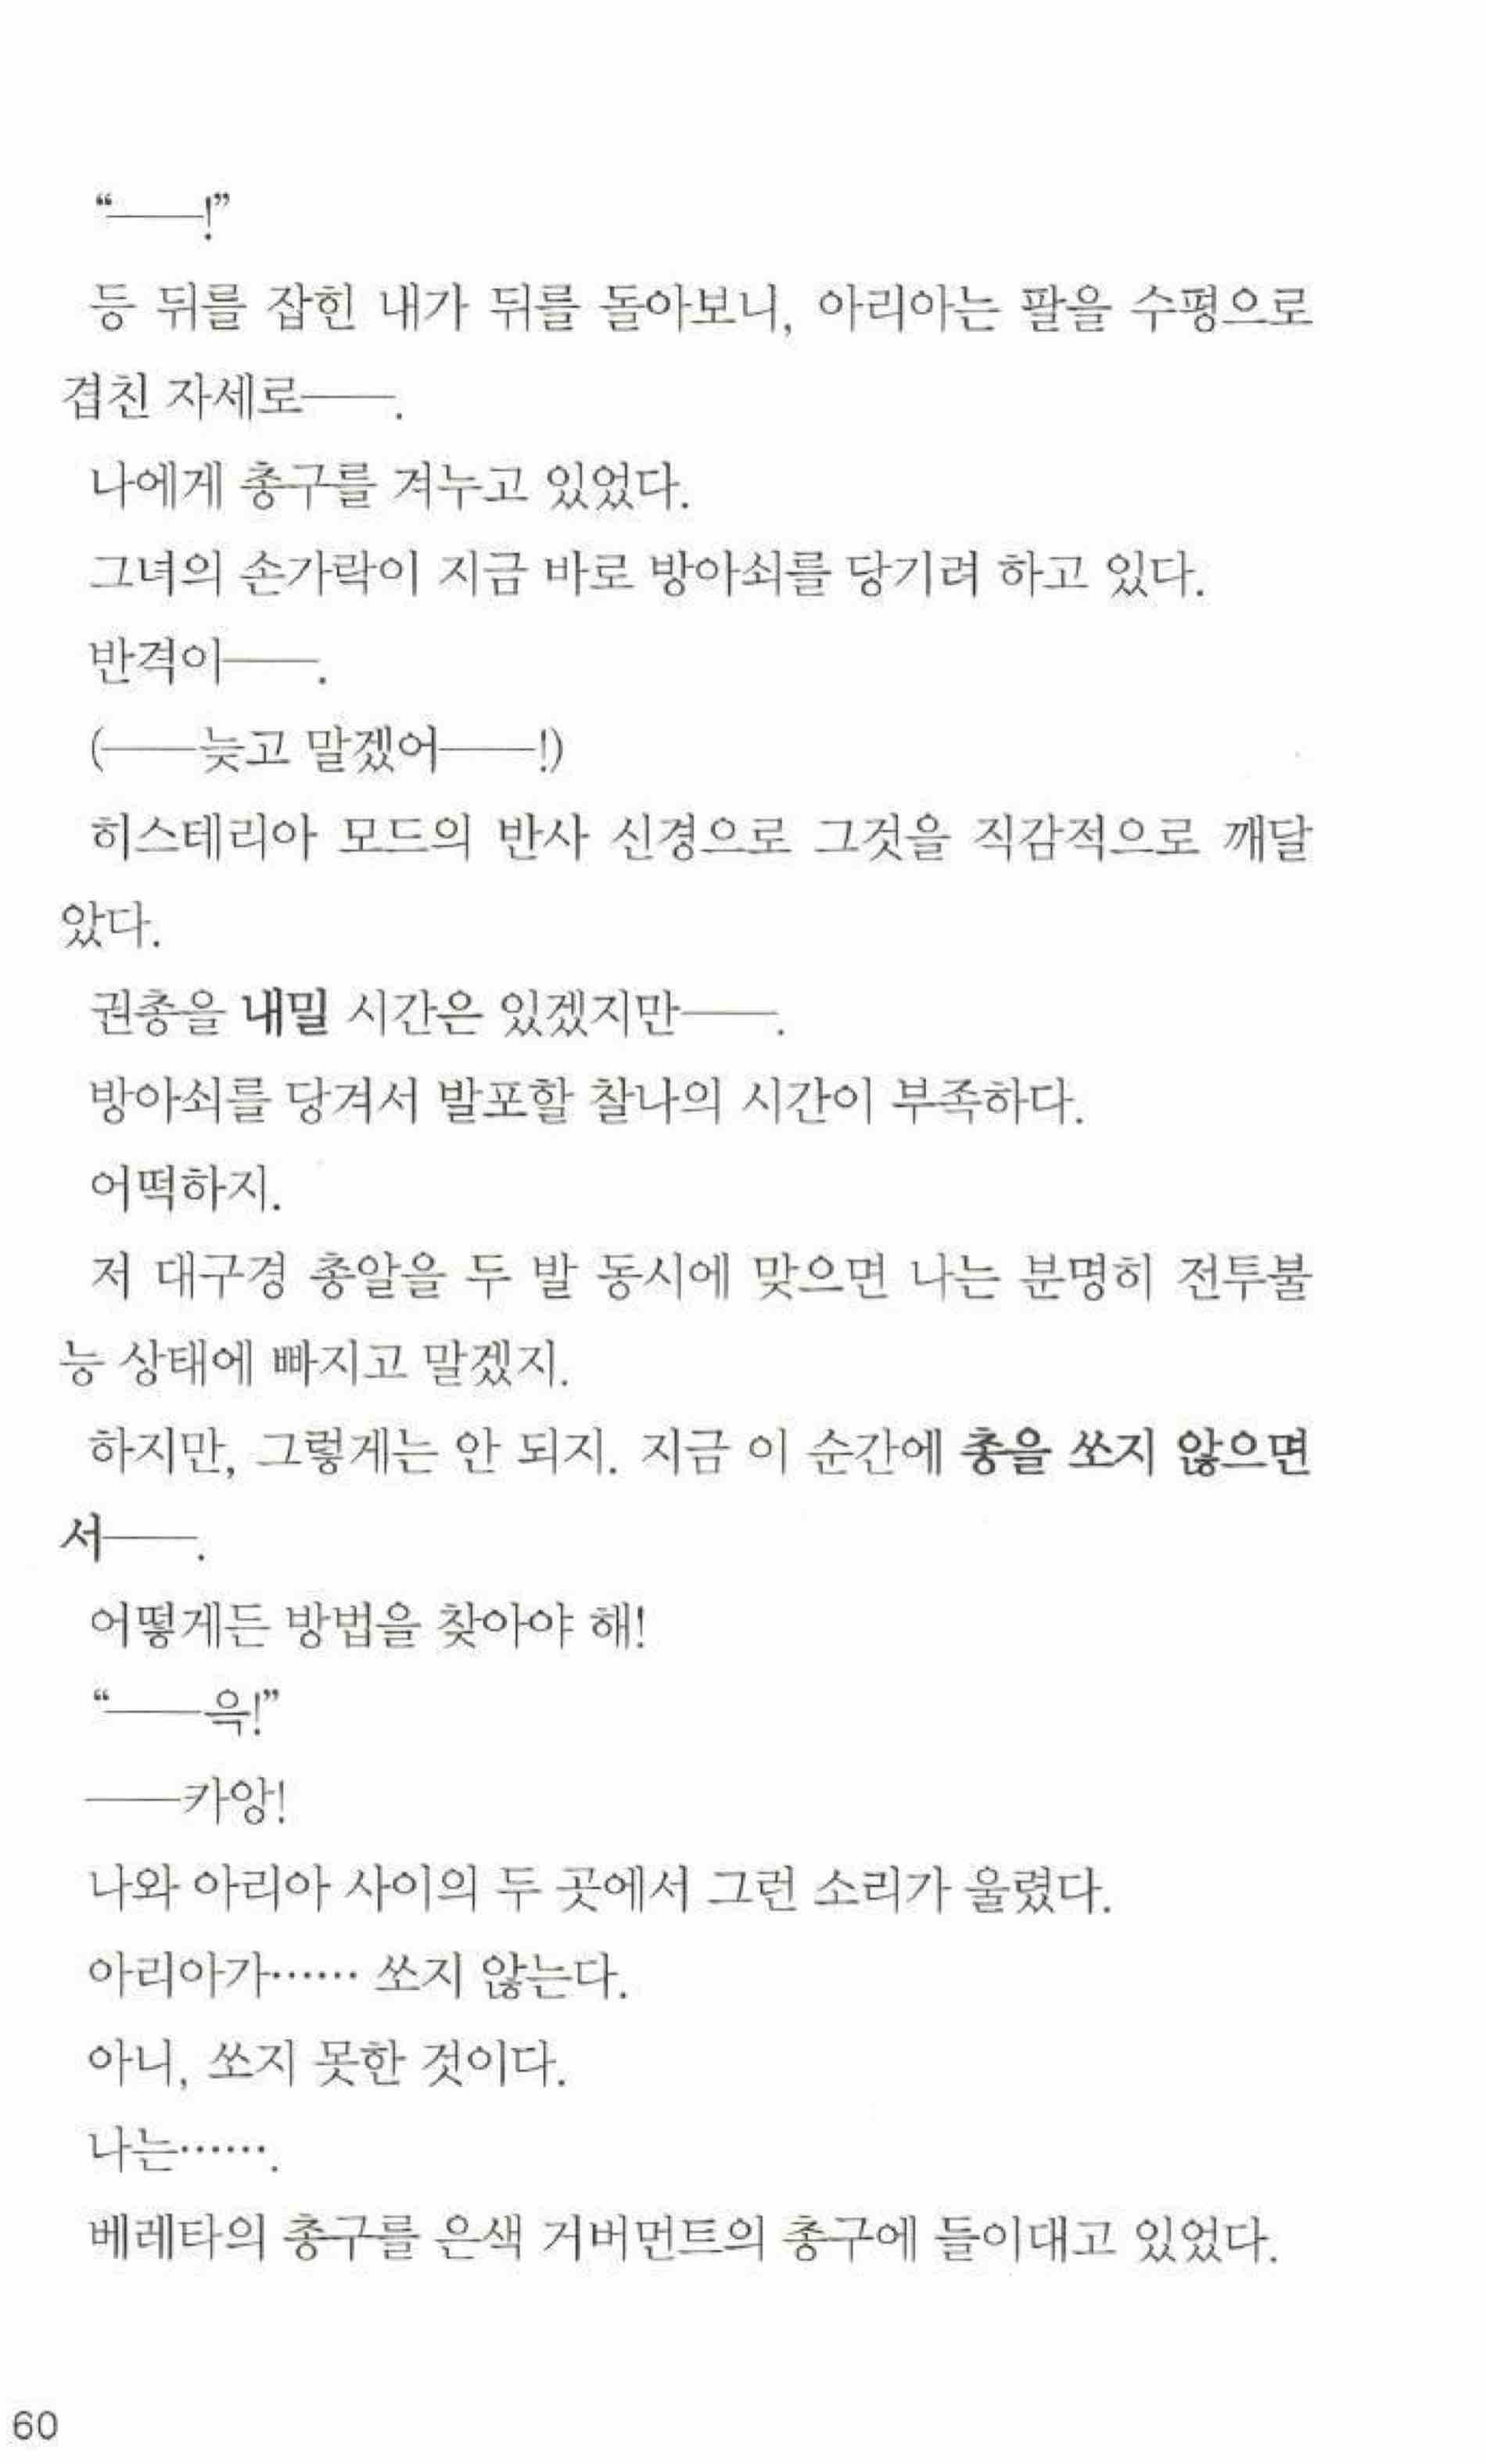 “──!”
등 뒤를 잡힌 내가 뒤를 돌아보니, 아리아는 팔을 수평으로
겹친 자세로──.
나에게 총구를 겨누고 있었다.
그녀의 손가락이 지금 바로 방아쇠를 당기려 하고 있다.
반격이──.
(──늦고 말겠어──!)
히스테리아 모드의 반사 신경으로 그것을 직감적으로 깨달
았다.
권총을 내밀 시간은 있겠지만──.
방아쇠를 당겨서 발포할 찰나의 시간이 부족하다.
어떡하지.
저 대구경 총알을 두 발 동시에 맞으면 나는 분명히 전투불
능 상태에 빠지고 말겠지.
하지만, 그렇게는 안 되지. 지금 이 순간에 총을 쏘지 않으면
서──.
어떻게든 방법을 찾아야 해!
“──윽!”
──카앙!
나와 아리아 사이의 두 곳에서 그런 소리가 울렸다.
아리아가…… 쏘지 않는다.
아니, 쏘지 못한 것이다.
나는…….
베레타의 총구를 은색 거버먼트의 총구에 들이대고 있었다.
60